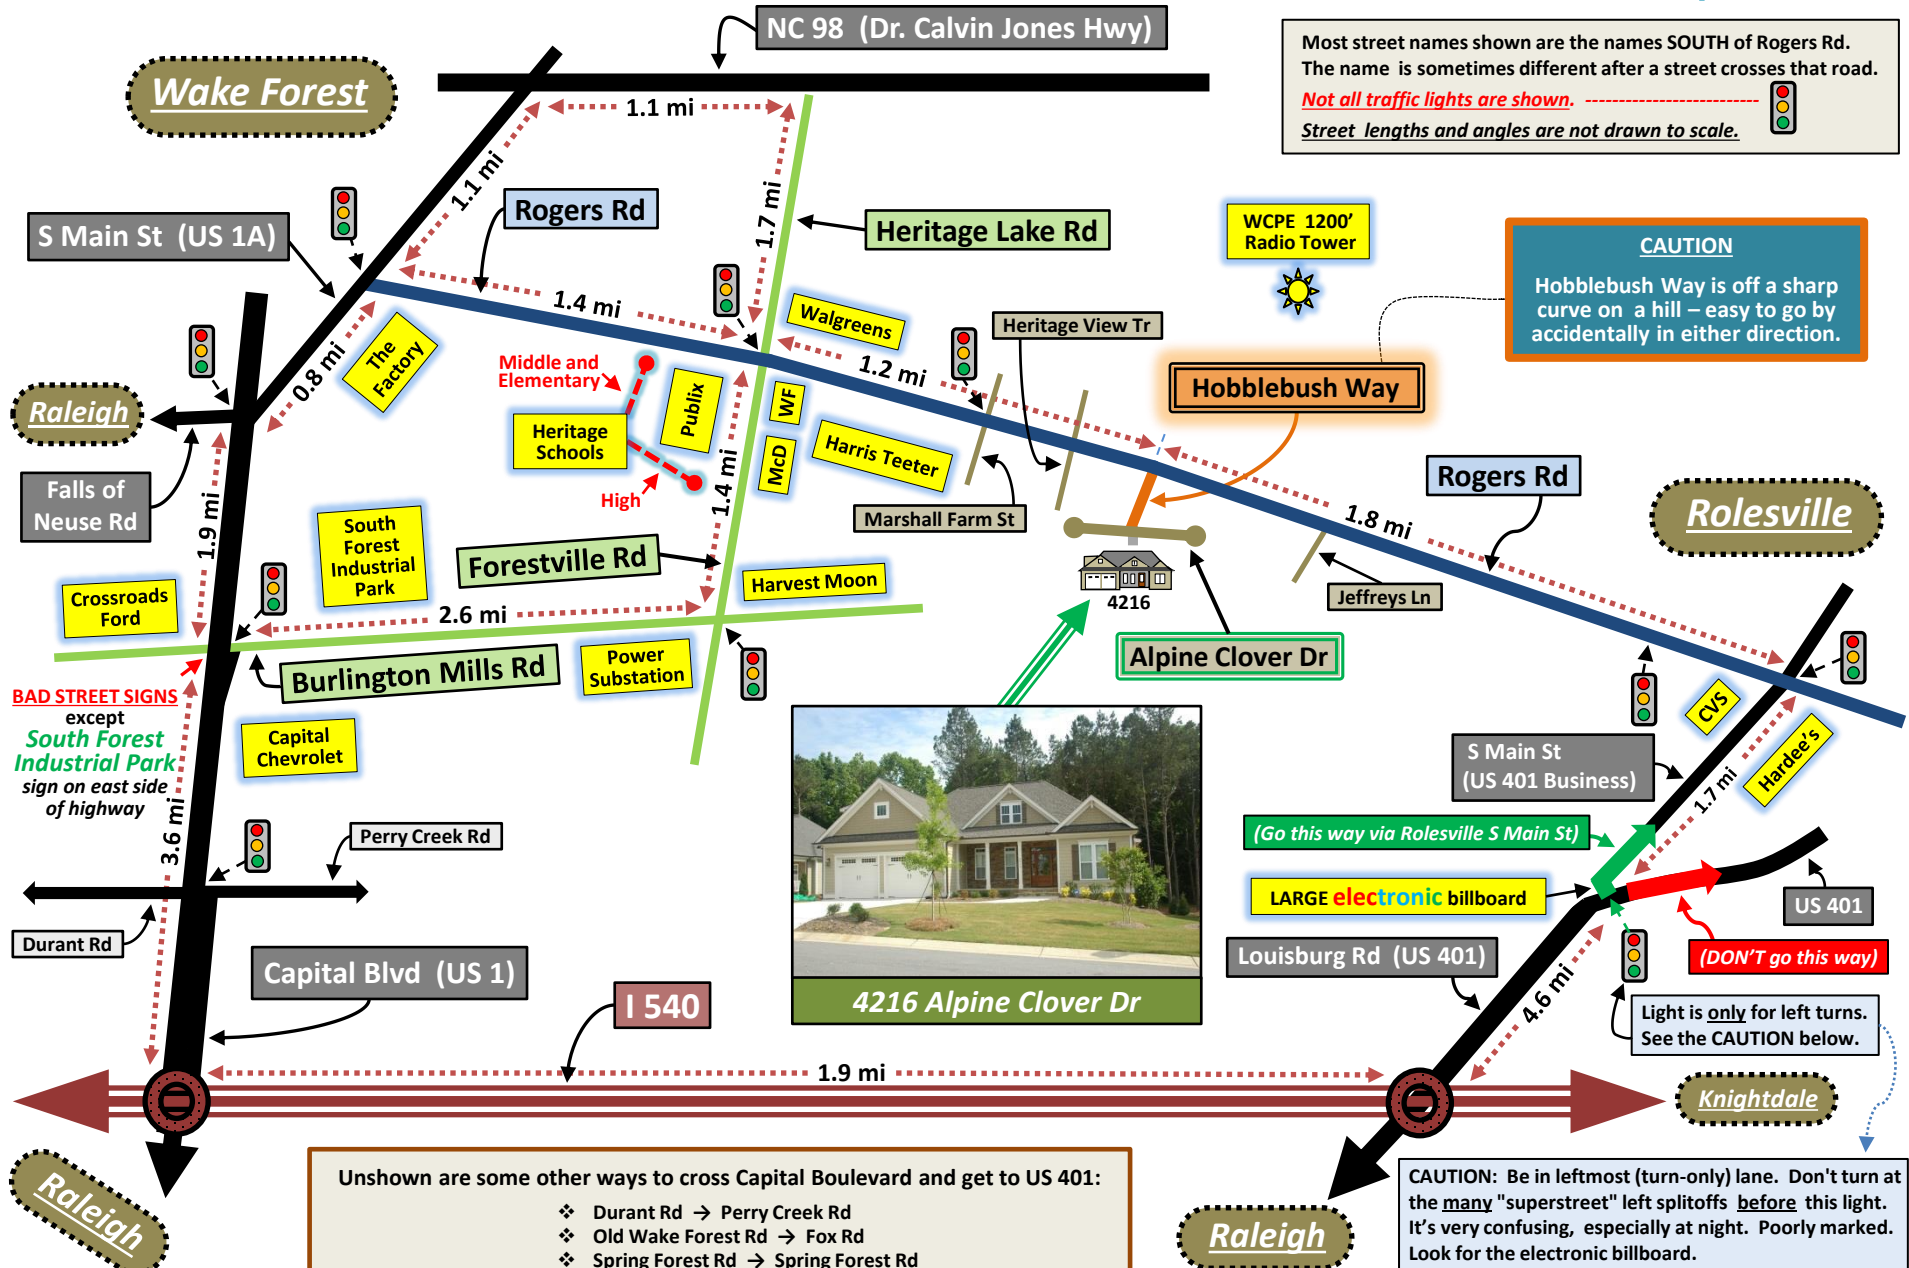 NC 98 (Dr. Calvin Jones Hwy)
Most street names shown are the names SOUTH of Rogers Rd.
The name is sometimes different after a street crosses that road.
Not all traffic lights are shown. --------------------------
Street lengths and angles are not drawn to scale.
Wake Forest
1.1 mi
1.1 mi
1.7 mi
Rogers Rd
S Main St (US 1A)
Heritage Lake Rd
WCPE 1200'
Radio Tower
CAUTION
Hobblebush Way is off a sharp
curve on a hill – easy to go by
accidentally in either direction.
1.4 mi
Walgreens
Heritage View Tr
0.8 mi
The
Factory
Middle and
Elementary
1.2 mi
Hobblebush Way
Raleigh
Publix
WF
Heritage
Schools
McD
Harris Teeter
High
1.4 mi
Falls of
Neuse Rd
1.9 mi
South
Forest
Industrial
Park
Marshall Farm St
Rogers Rd
1.8 mi
Rolesville
Forestville Rd
Harvest Moon
Crossroads
Ford
2.6 mi
4216
Jeffreys Ln
Burlington Mills Rd
Power
Substation
Alpine Clover Dr
BAD STREET SIGNS
except
South Forest
Industrial Park
sign on east side
of highway
Capital
Chevrolet
CVS
Hardee's
S Main St
(US 401 Business)
1.7 mi
3.6 mi
Perry Creek Rd
(Go this way via Rolesville S Main St)
LARGE electronic billboard
US 401
Durant Rd
Capital Blvd (US 1)
Louisburg Rd (US 401)
(DON'T go this way)
4216 Alpine Clover Dr
I 540
4.6 mi
Light is only for left turns.
See the CAUTION below.
1.9 mi
Knightdale
Raleigh
Unshown are some other ways to cross Capital Boulevard and get to US 401:
❖ Durant Rd → Perry Creek Rd
❖ Old Wake Forest Rd → Fox Rd
❖ Spring Forest Rd → Spring Forest Rd
Raleigh
CAUTION: Be in leftmost (turn-only) lane. Don't turn at
the many "superstreet" left splitoffs before this light.
It's very confusing, especially at night. Poorly marked.
Look for the electronic billboard.